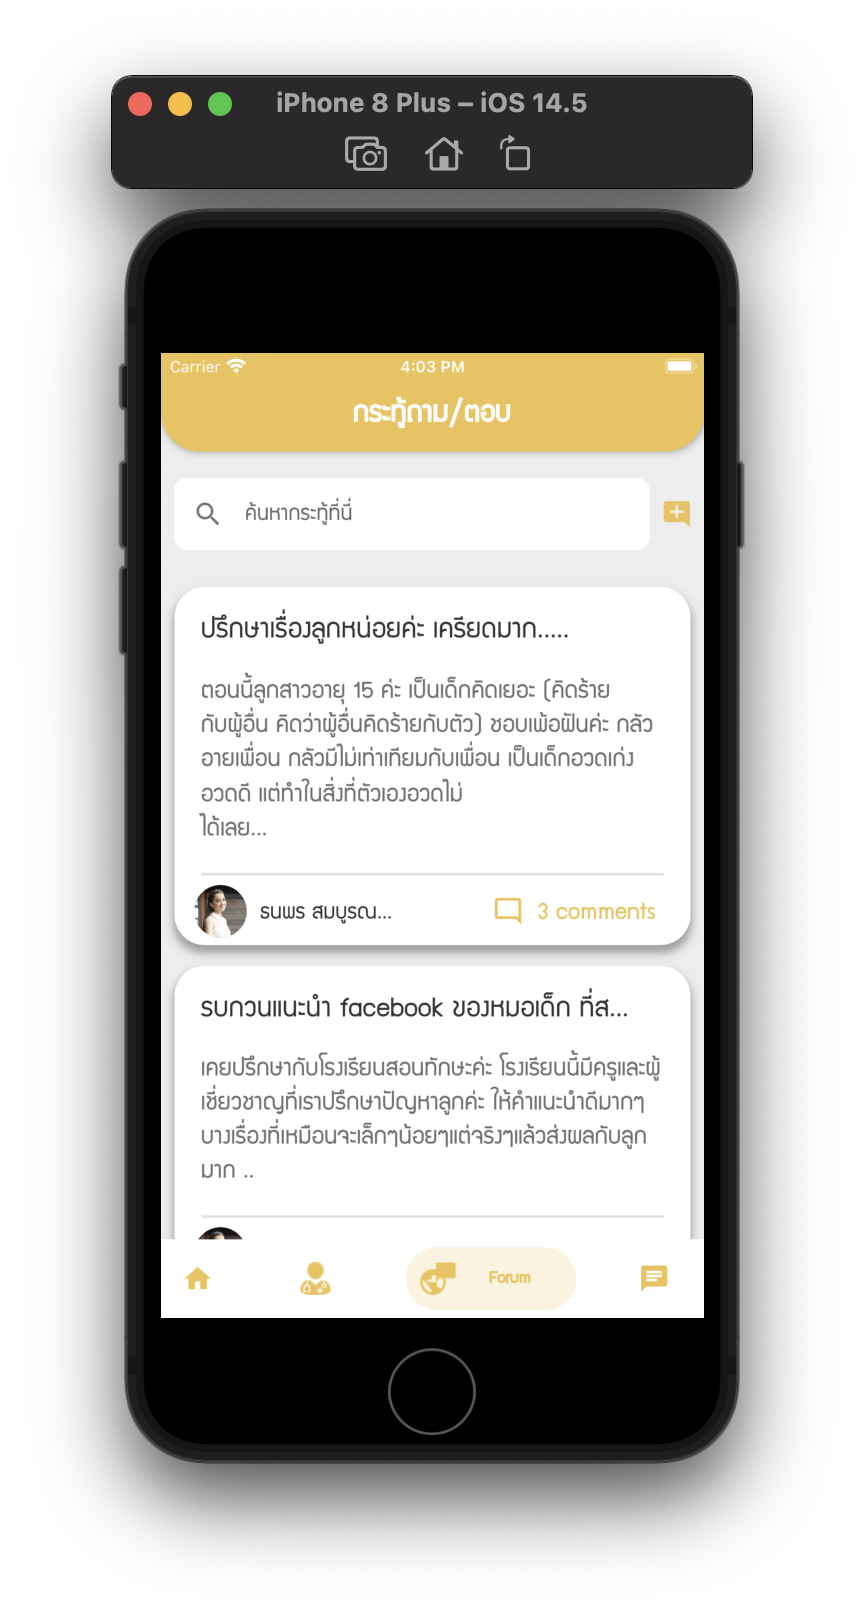 iPhone 8 Plus – iOS 14.5
Carrier 4:03 PM
กระทู้ถาม/ตอบ
ค้นหากระทู้ที่นี่
ปรึกษาเรื่องลูกหน่อยค่ะ เครียดมาก.....
ตอนนี้ลูกสาวอายุ 15 ค่ะ เป็นเด็กคิดเยอะ (คิดร้าย
กับผู้อื่น คิดว่าผู้อื่นคิดร้ายกับตัว) ชอบเพ้อฝันค่ะ กลัว
อายเพื่อน กลัวมีไม่เท่าเทียมกับเพื่อน เป็นเด็กอวดเก่ง
อวดดี แต่ทำในสิ่งที่ตัวเองอวดไม่
ได้เลย...
ธนพร สมบูรณ... 3 comments
รบกวนแนะนำ facebook ของหมอเด็ก ที่ส...
เคยปรึกษากับโรงเรียนสอนทักษะค่ะ โรงเรียนนี้มีครูและผู้
เชี่ยวชาญที่เราปรึกษาปัญหาลูกค่ะ ให้คำแนะนำดีมากๆ
บางเรื่องที่เหมือนจะเล็กๆน้อยๆแต่จริงๆแล้วส่งผลกับลูก
มาก ..
Forum